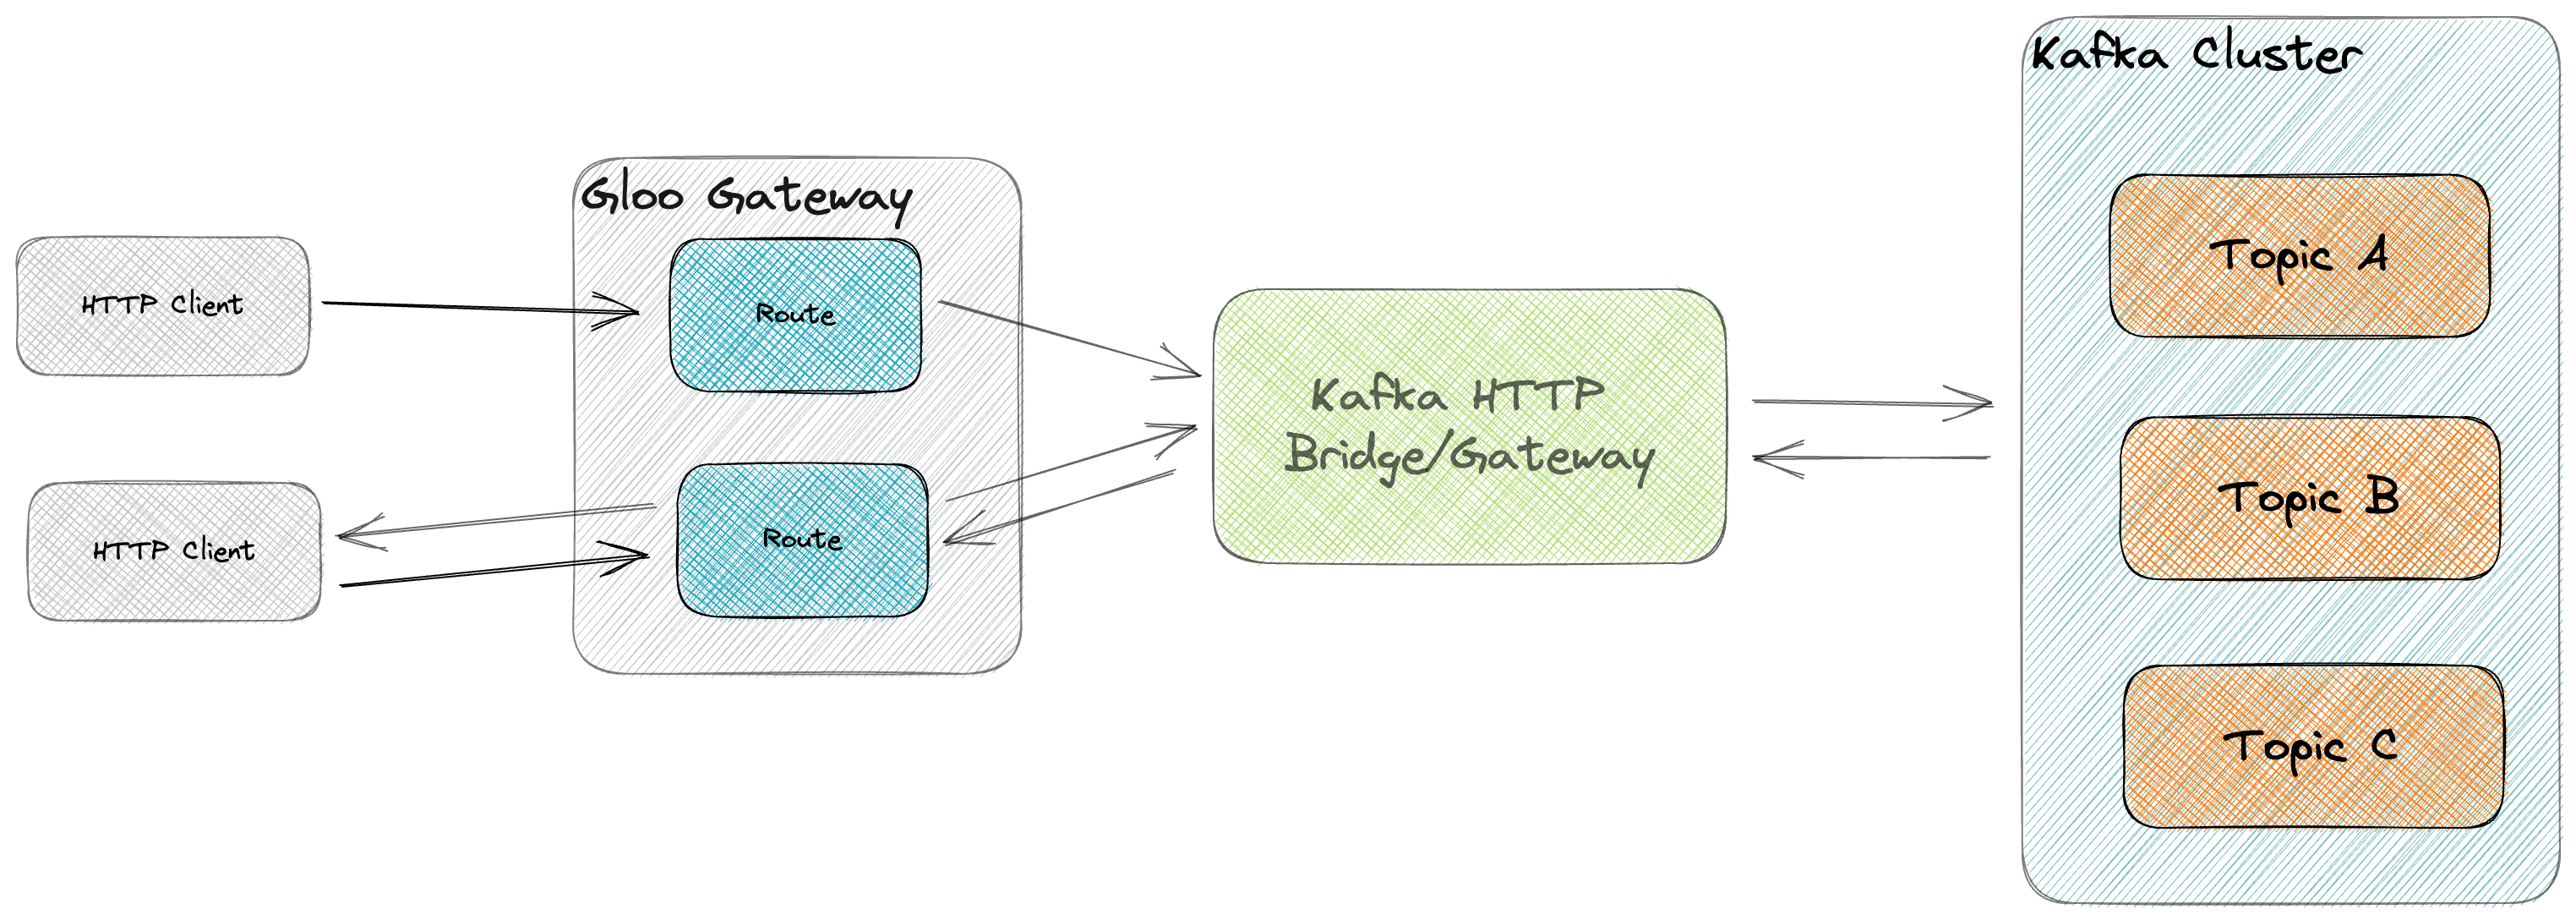 Kafka Cluster
Gloo Gateway
HTTP Client
Route
Topic A
Kafka HTTP
Bridge/Gateway
HTTP Client
Route
Topic B
Topic C